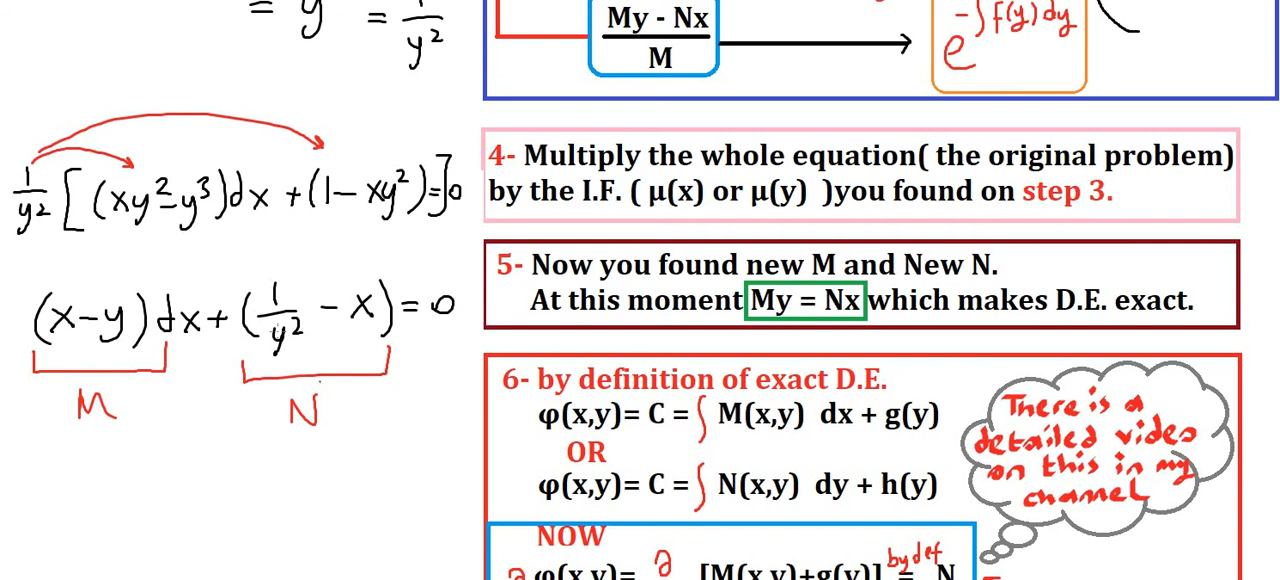 = y = 1/y²
1/y² [(xy² - y³)dx + (1 - xy²)=]0
(x-y)dx + (1/y² - x) = 0
M N
My - Nx
M
e^-∫f(y)dy
4- Multiply the whole equation( the original problem)
by the I.F. ( μ(x) or μ(y) )you found on step 3.
5- Now you found new M and New N.
At this moment My = Nx which makes D.E. exact.
6- by definition of exact D.E.
φ(x,y)= C = ∫ M(x,y) dx + g(y)
OR
φ(x,y)= C = ∫ N(x,y) dy + h(y)
There is a
detailed video
on this in my
channel
NOW
∂ φ(x,y)= ∂ [M(x,y)+g(y)] by def = N